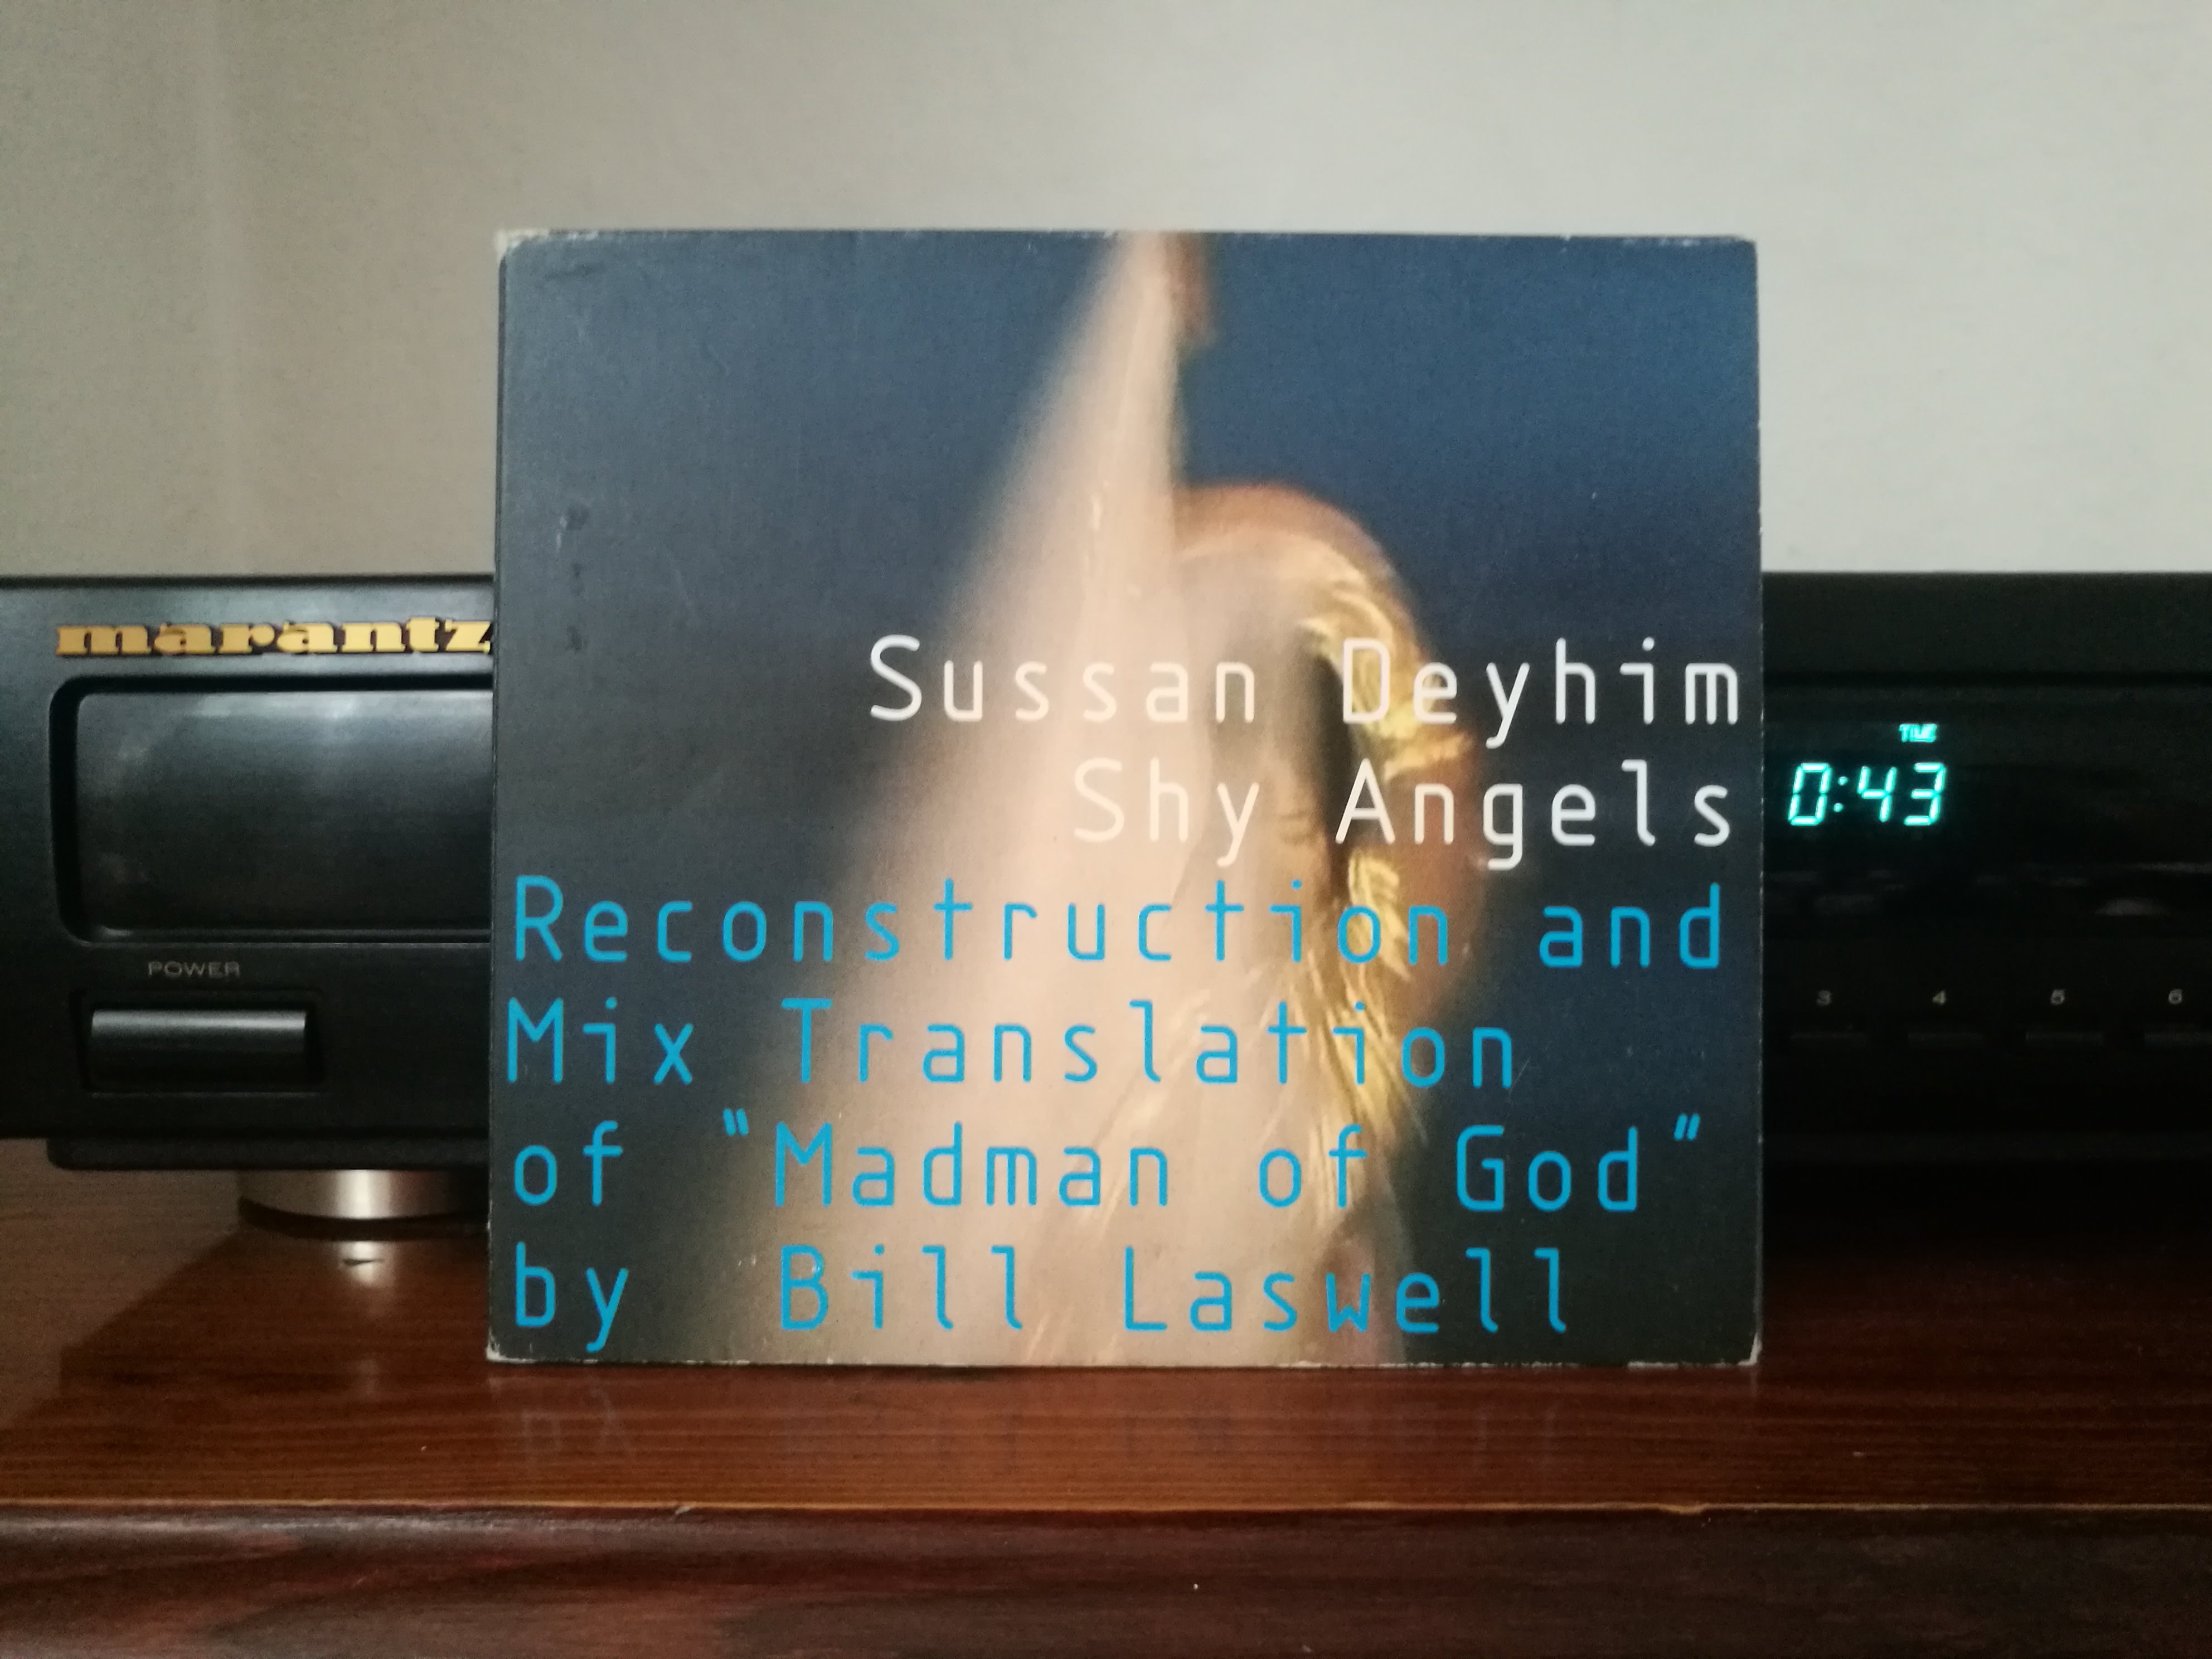 marantz
POWER
Sussan Deyhim
Shy Angels
Reconstruction and
Mix Translation
of "Madman of God"
by Bill Laswell
TIME
0:43
3 4 5 6